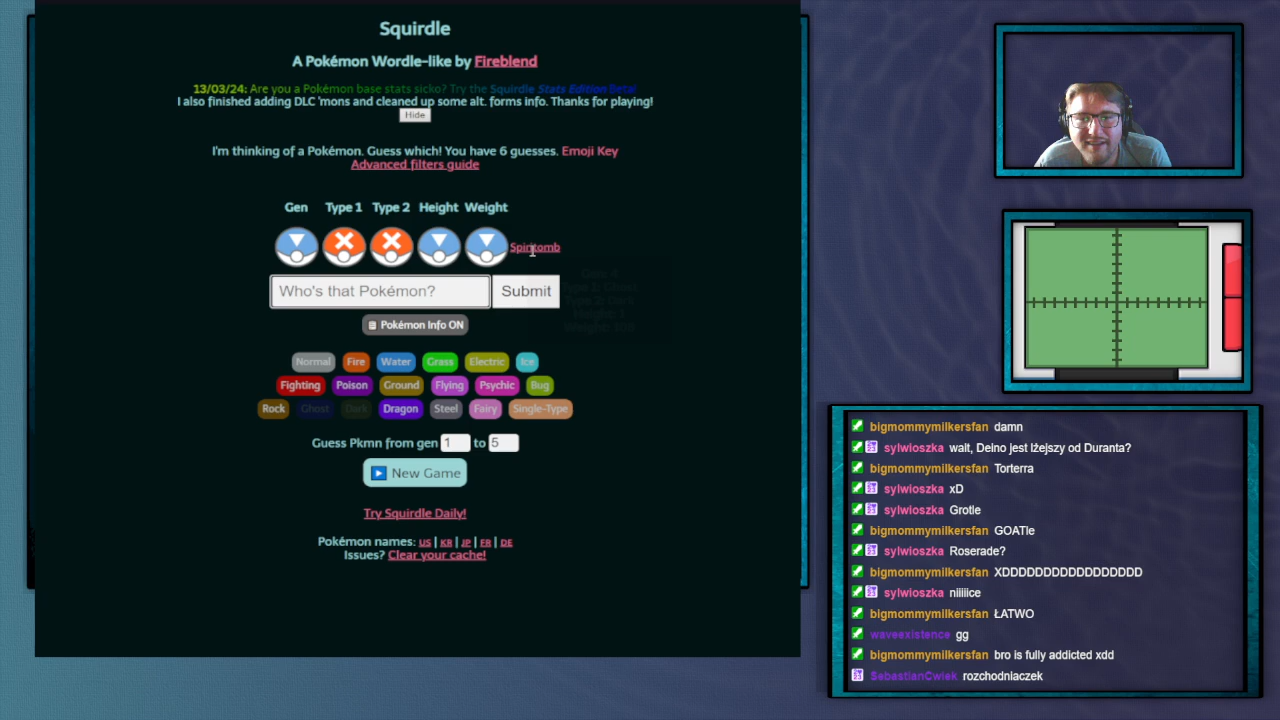 Squirdle
A Pokémon Wordle-like by Fireblend
13/03/24: Are you a Pokémon base stats sicko? Try the Squirdle Stats Edition Beta!
I also finished adding DLC 'mons and cleaned up some alt. forms info. Thanks for playing!
Hide
I'm thinking of a Pokémon. Guess which! You have 6 guesses. Emoji Key
Advanced filters guide
Gen Type 1 Type 2 Height Weight
Spiritomb
Who's that Pokémon? Submit
Pokémon Info ON
Normal Fire Water Grass Electric Ice
Fighting Poison Ground Flying Psychic Bug
Rock Ghost Dark Dragon Steel Fairy Single-Type
Guess Pkmn from gen 1 to 5
New Game
Try Squirdle Daily!
Pokémon names: US | KR | JP | FR | DE
Issues? Clear your cache!
bigmommymilkersfan damn
sylwioszka wait, Deino jest lżejszy od Duranta?
bigmommymilkersfan Torterra
sylwioszka xD
sylwioszka Grotle
bigmommymilkersfan GOATle
sylwioszka Roserade?
bigmommymilkersfan XDDDDDDDDDDDDDDDDD
sylwioszka niiiiice
bigmommymilkersfan ŁATWO
waveexistence gg
bigmommymilkersfan bro is fully addicted xdd
SebastianCwiek rozchodniaczek